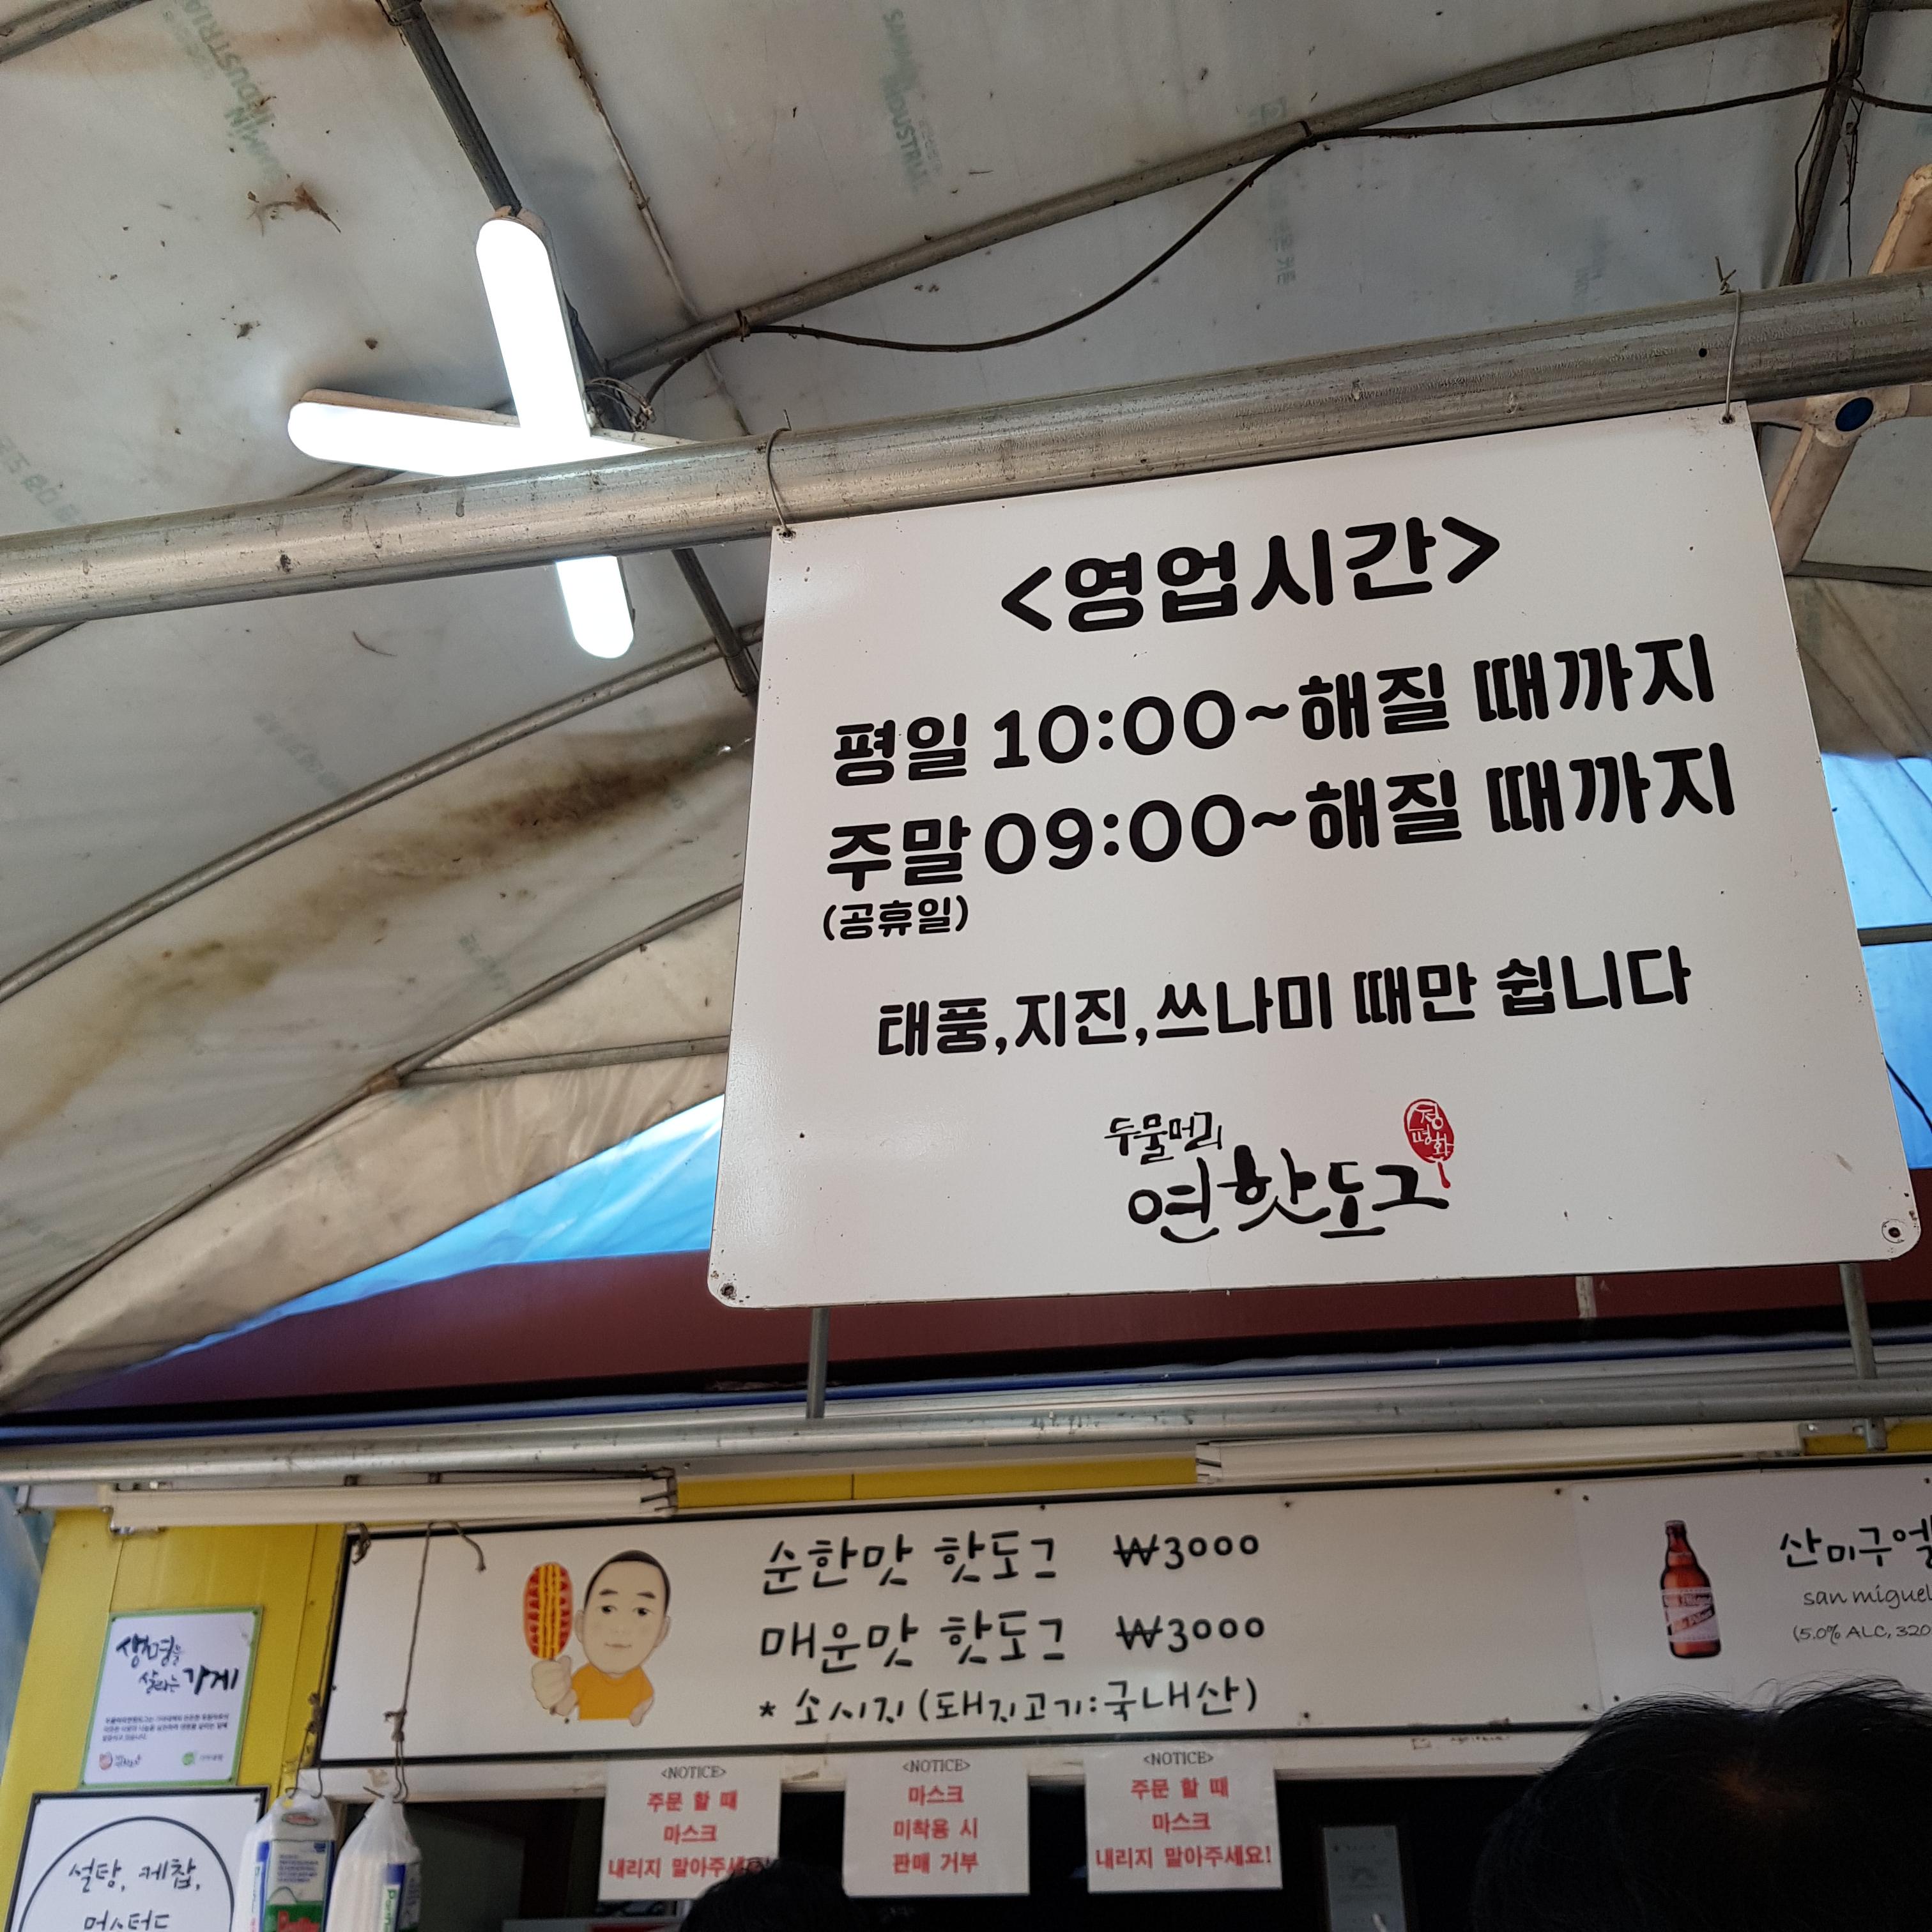 <영업시간>
평일 10:00~해질 때까지
주말 09:00~해질 때까지
(공휴일)
태풍,지진,쓰나미 때만 쉽니다
두물머리
연핫도그
정
평화
순한맛 핫도그 ₩3000
매운맛 핫도그 ₩3000
* 소시지(돼지고기:국내산)
산미구엘
san miguel
(5.0% ALC, 320
생명을
살리는 가게
<NOTICE>
주문 할 때
마스크
내리지 말아주세요!
<NOTICE>
마스크
미착용 시
판매 거부
<NOTICE>
주문 할 때
마스크
내리지 말아주세요!
설탕, 케찹,
머스터드